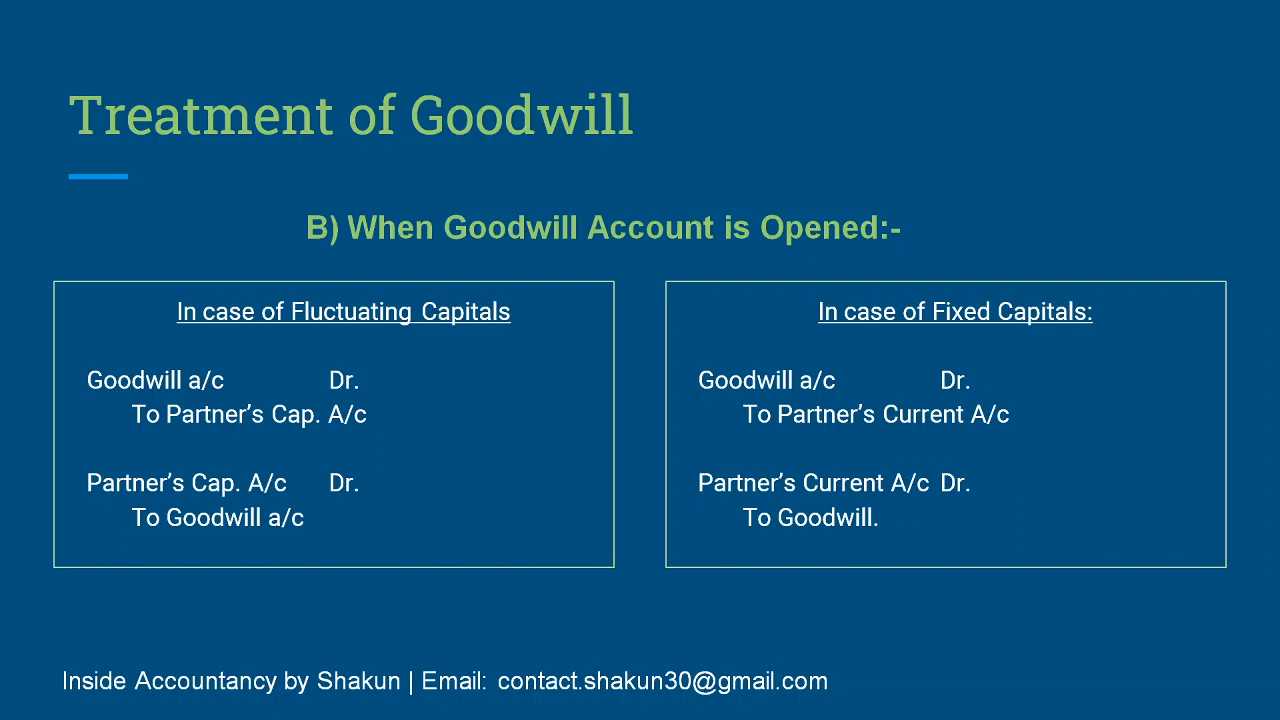 Treatment of Goodwill
B) When Goodwill Account is Opened:-
In case of Fluctuating Capitals
Goodwill a/c Dr.
To Partner's Cap. A/c
Partner's Cap. A/c Dr.
To Goodwill a/c
In case of Fixed Capitals:
Goodwill a/c Dr.
To Partner's Current A/c
Partner's Current A/c Dr.
To Goodwill.
Inside Accountancy by Shakun | Email: contact.shakun30@gmail.com